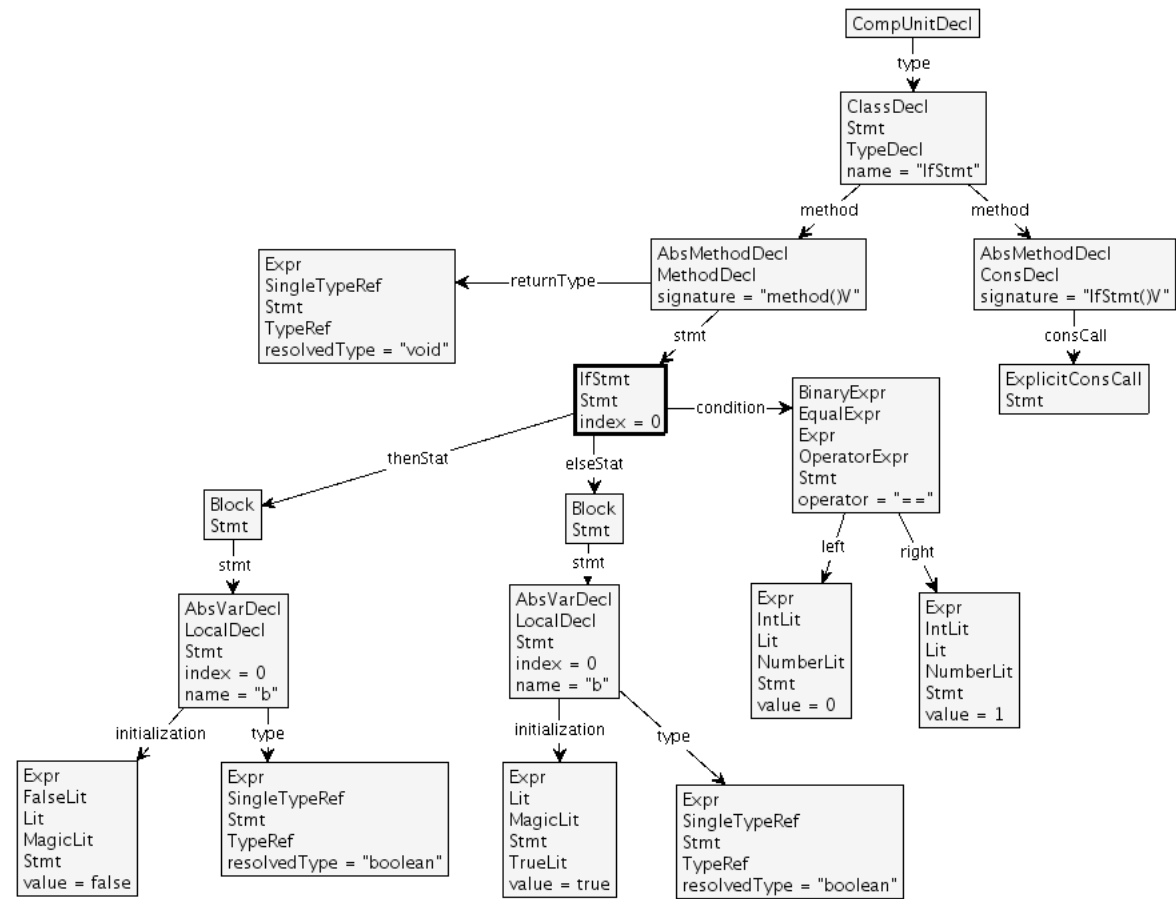 CompUnitDecl
type
ClassDecl
Stmt
TypeDecl
name = "IfStmt"
method
method
Expr
SingleTypeRef
Stmt
TypeRef
resolvedType = "void"
returnType
AbsMethodDecl
MethodDecl
signature = "method()V"
AbsMethodDecl
ConsDecl
signature = "IfStmt()V"
stmt
consCall
IfStmt
Stmt
index = 0
condition
BinaryExpr
EqualExpr
Expr
OperatorExpr
Stmt
operator = "=="
ExplicitConsCall
Stmt
thenStat
elseStat
Block
Stmt
Block
Stmt
left
right
stmt
stmt
AbsVarDecl
LocalDecl
Stmt
index = 0
name = "b"
AbsVarDecl
LocalDecl
Stmt
index = 0
name = "b"
Expr
IntLit
Lit
NumberLit
Stmt
value = 0
Expr
IntLit
Lit
NumberLit
Stmt
value = 1
initialization
type
initialization
type
Expr
FalseLit
Lit
MagicLit
Stmt
value = false
Expr
SingleTypeRef
Stmt
TypeRef
resolvedType = "boolean"
Expr
Lit
MagicLit
Stmt
TrueLit
value = true
Expr
SingleTypeRef
Stmt
TypeRef
resolvedType = "boolean"